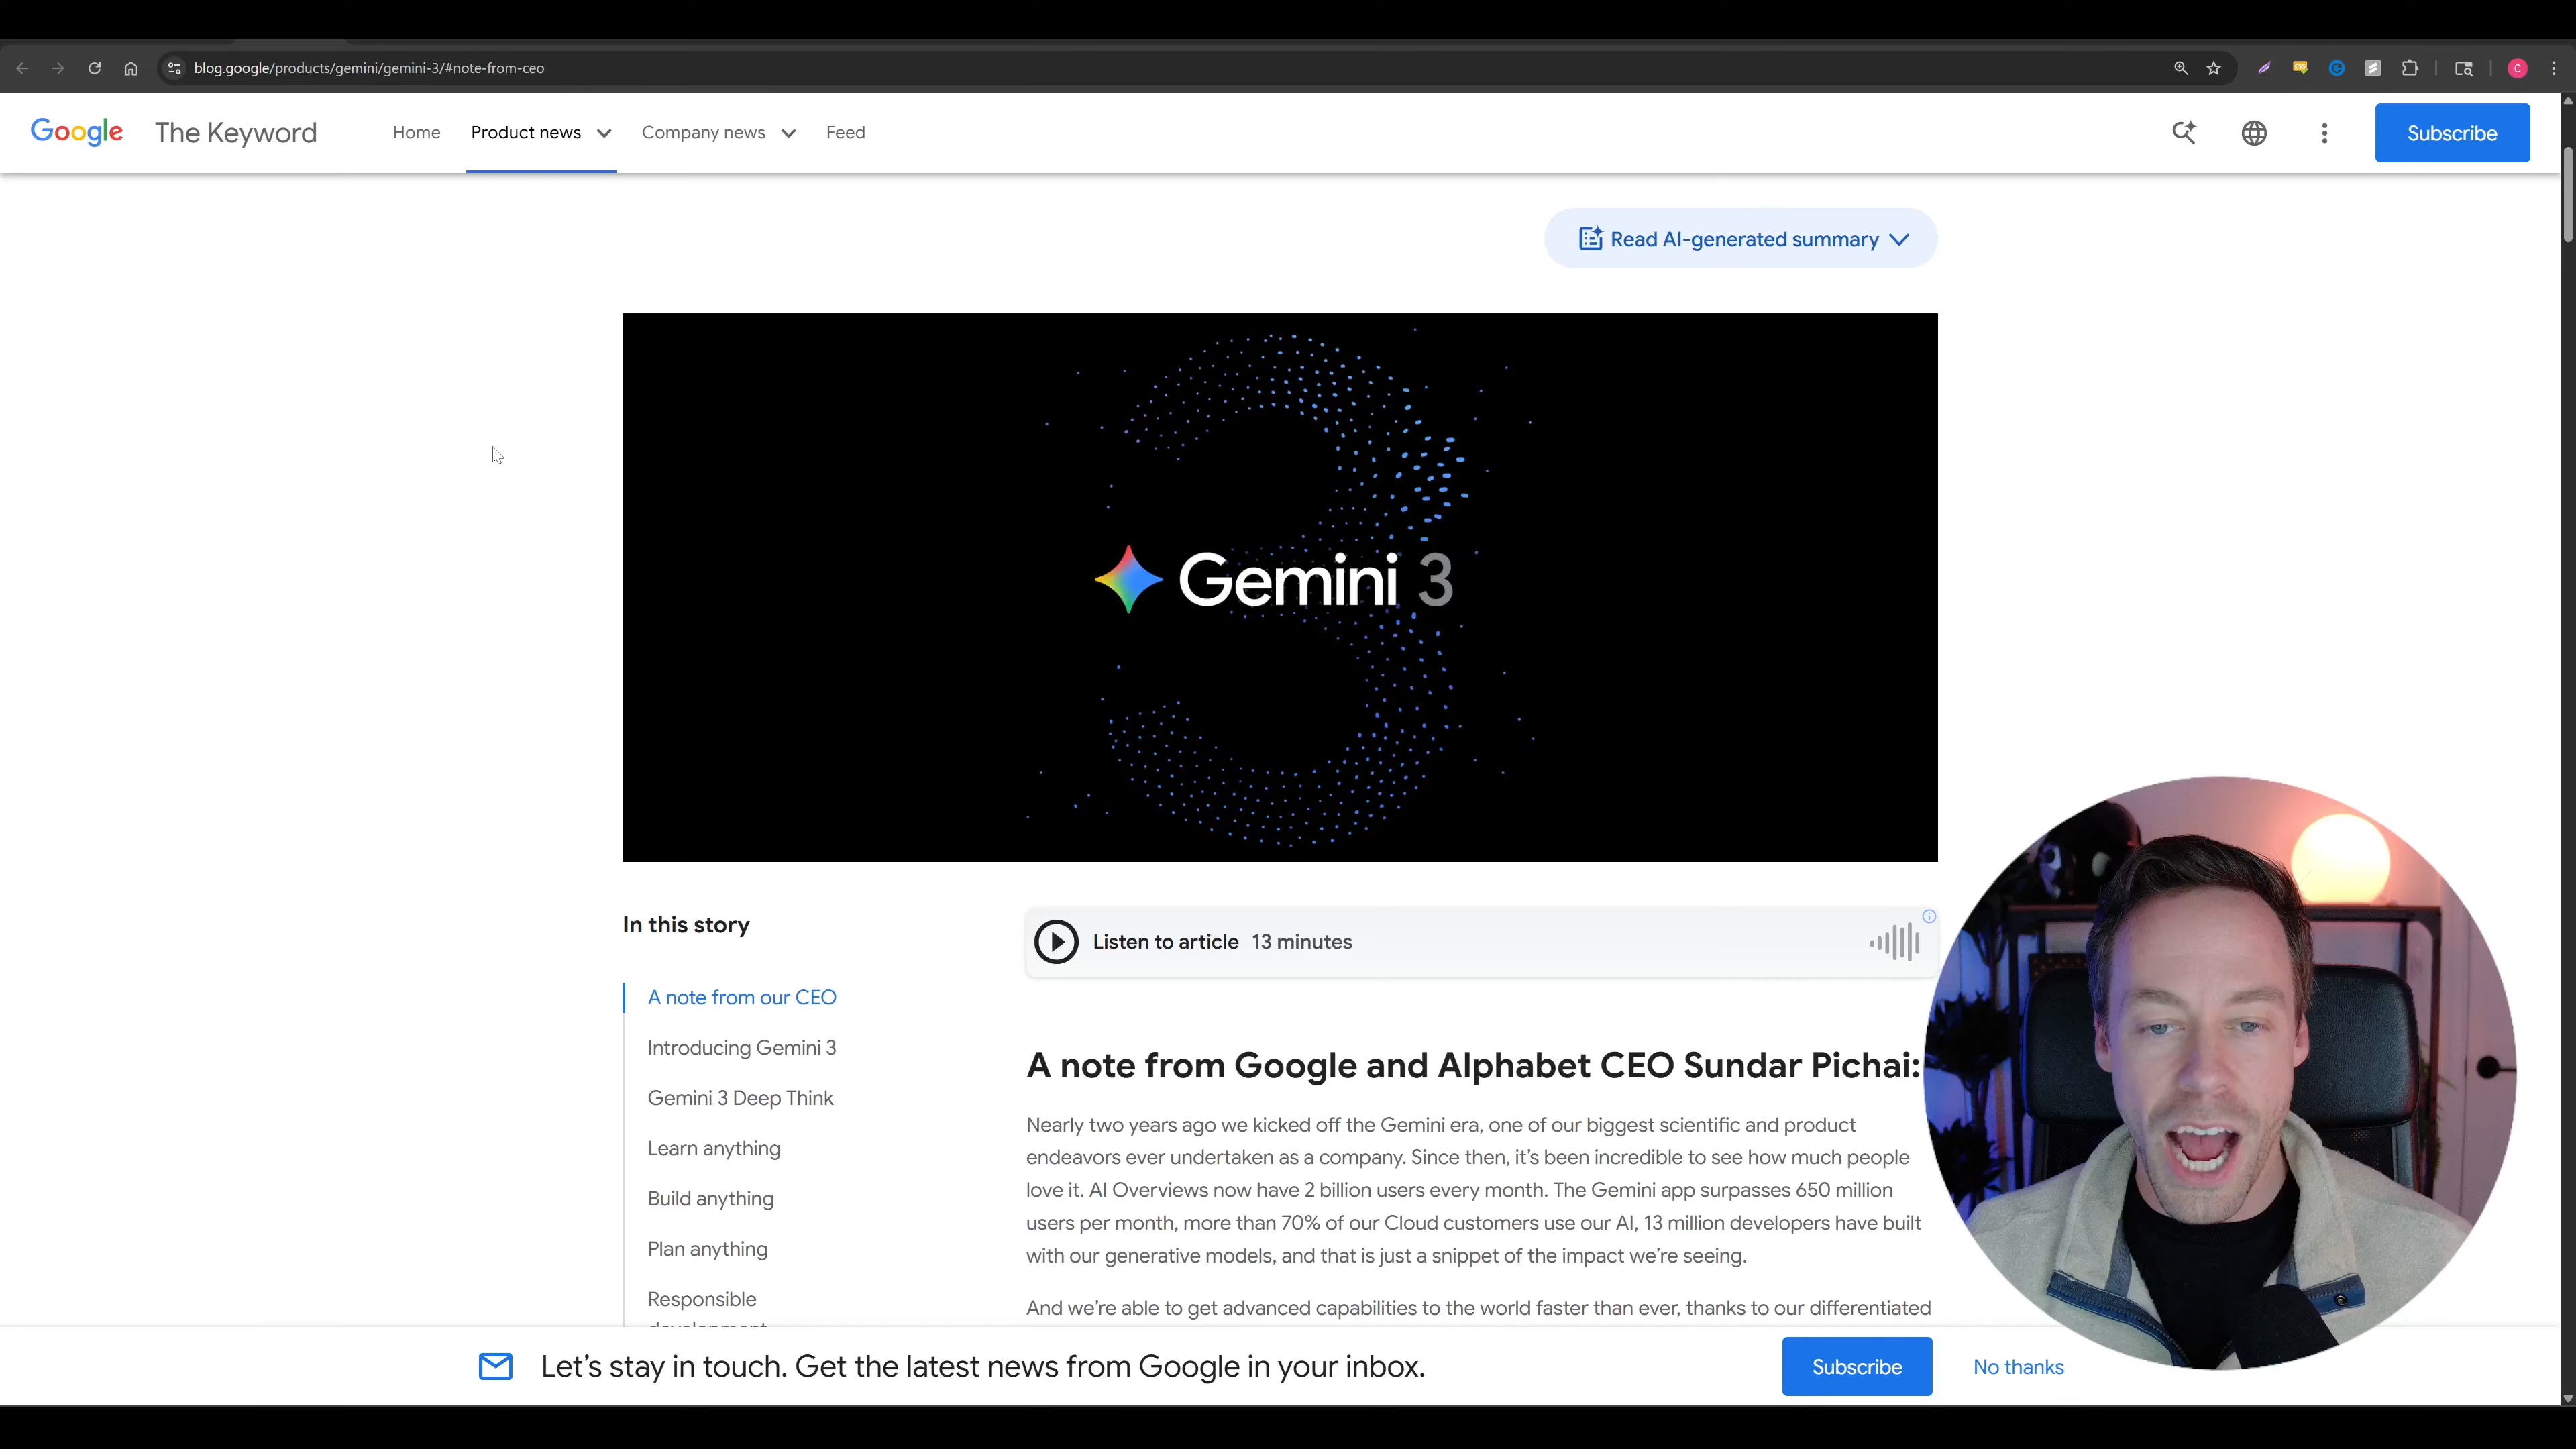 blog.google/products/gemini/gemini-3/#note-from-ceo
Google The Keyword Home Product news Company news Feed Subscribe
Read AI-generated summary
Gemini 3
In this story
Listen to article 13 minutes
A note from our CEO
Introducing Gemini 3
Gemini 3 Deep Think
Learn anything
Build anything
Plan anything
Responsible
A note from Google and Alphabet CEO Sundar Pichai:
Nearly two years ago we kicked off the Gemini era, one of our biggest scientific and product
endeavors ever undertaken as a company. Since then, it's been incredible to see how much people
love it. AI Overviews now have 2 billion users every month. The Gemini app surpasses 650 million
users per month, more than 70% of our Cloud customers use our AI, 13 million developers have built
with our generative models, and that is just a snippet of the impact we're seeing.
And we're able to get advanced capabilities to the world faster than ever, thanks to our differentiated
Let's stay in touch. Get the latest news from Google in your inbox. Subscribe No thanks